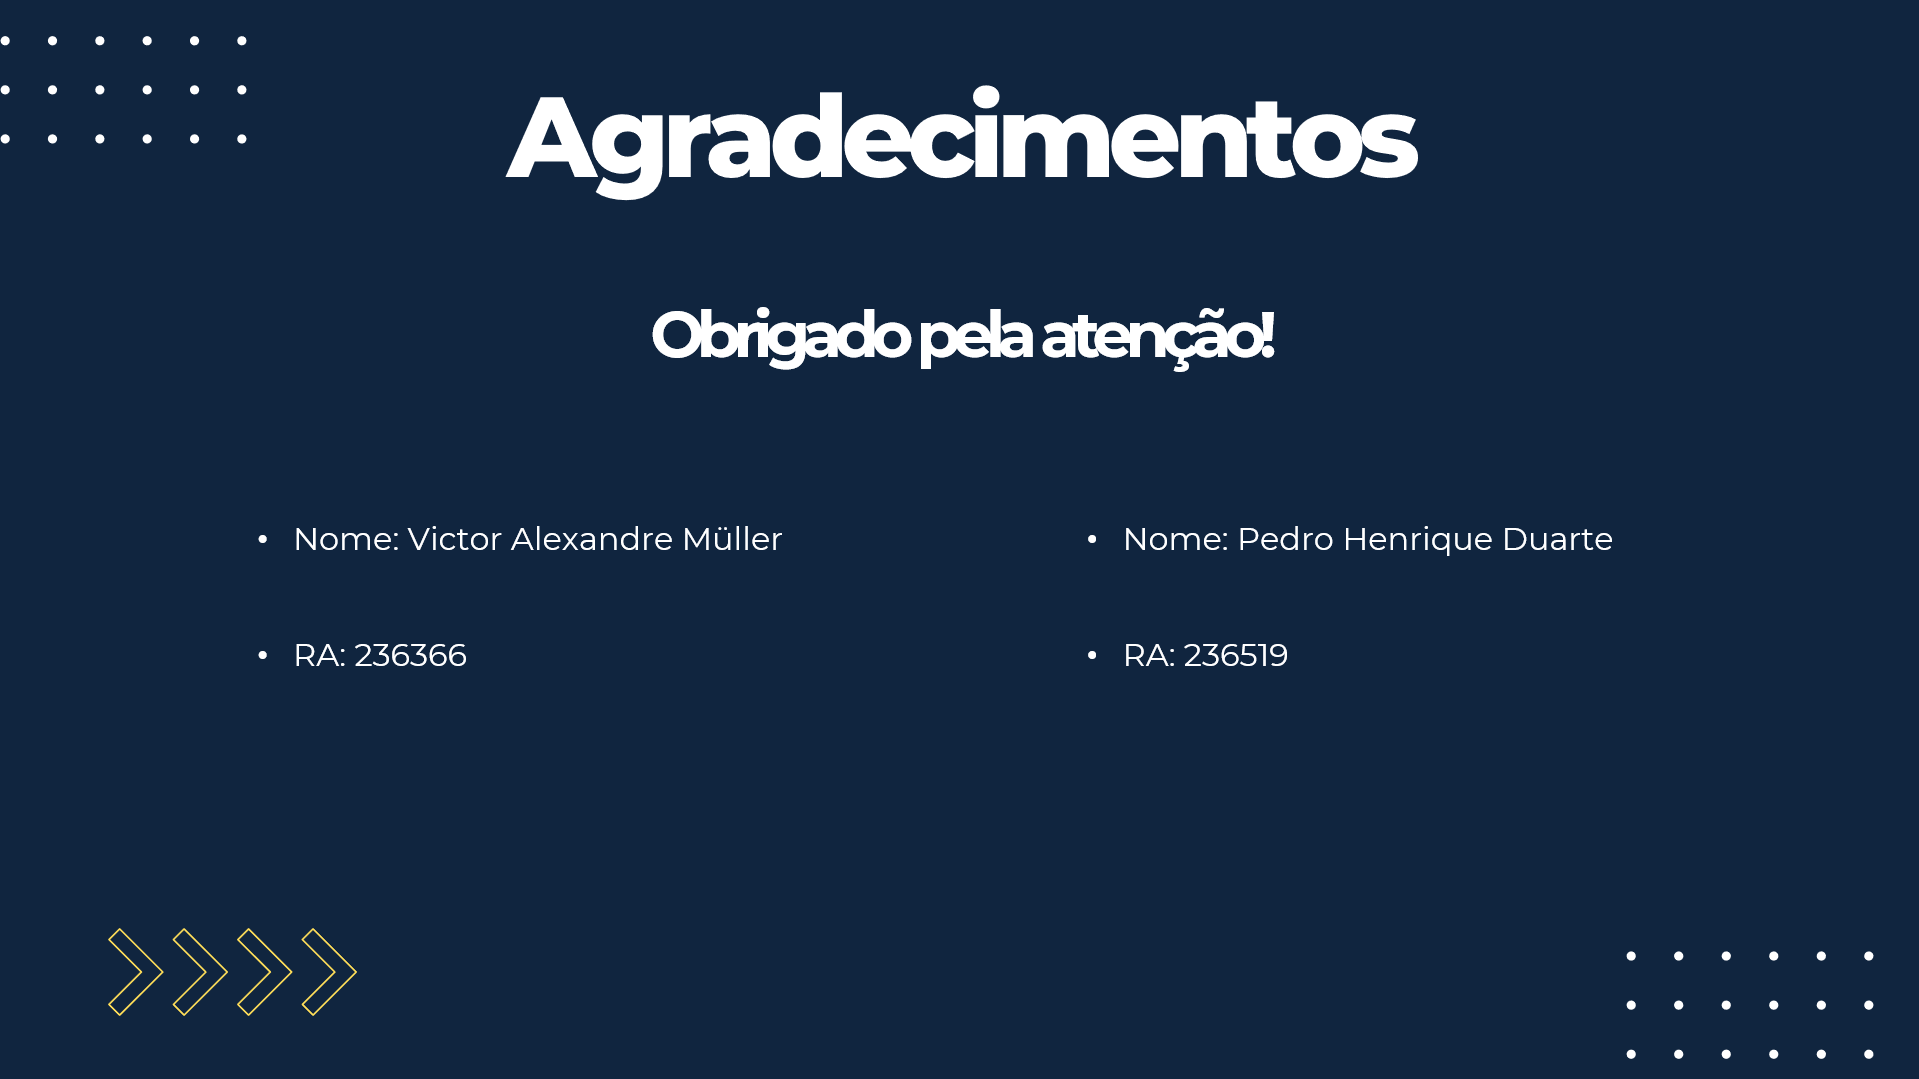 Agradecimentos
Obrigado pela atenção!
• Nome: Victor Alexandre Müller
• RA: 236366
• Nome: Pedro Henrique Duarte
• RA: 236519